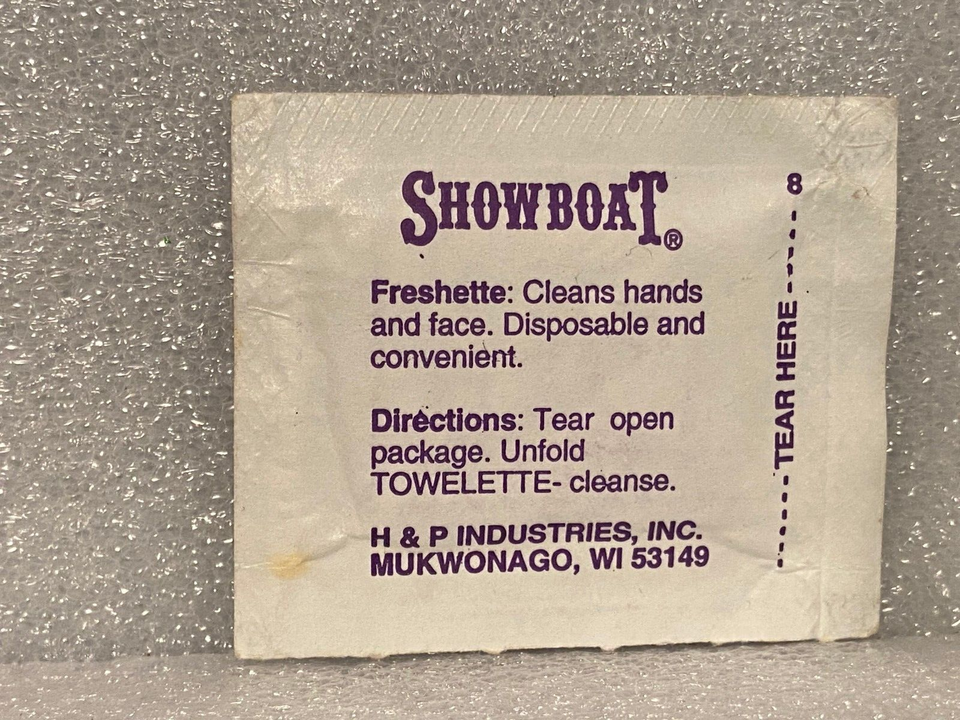 SHOWBOAT®
Freshette: Cleans hands
and face. Disposable and
convenient.
Directions: Tear open
package. Unfold
TOWELETTE- cleanse.
H & P INDUSTRIES, INC.
MUKWONAGO, WI 53149
TEAR HERE
8